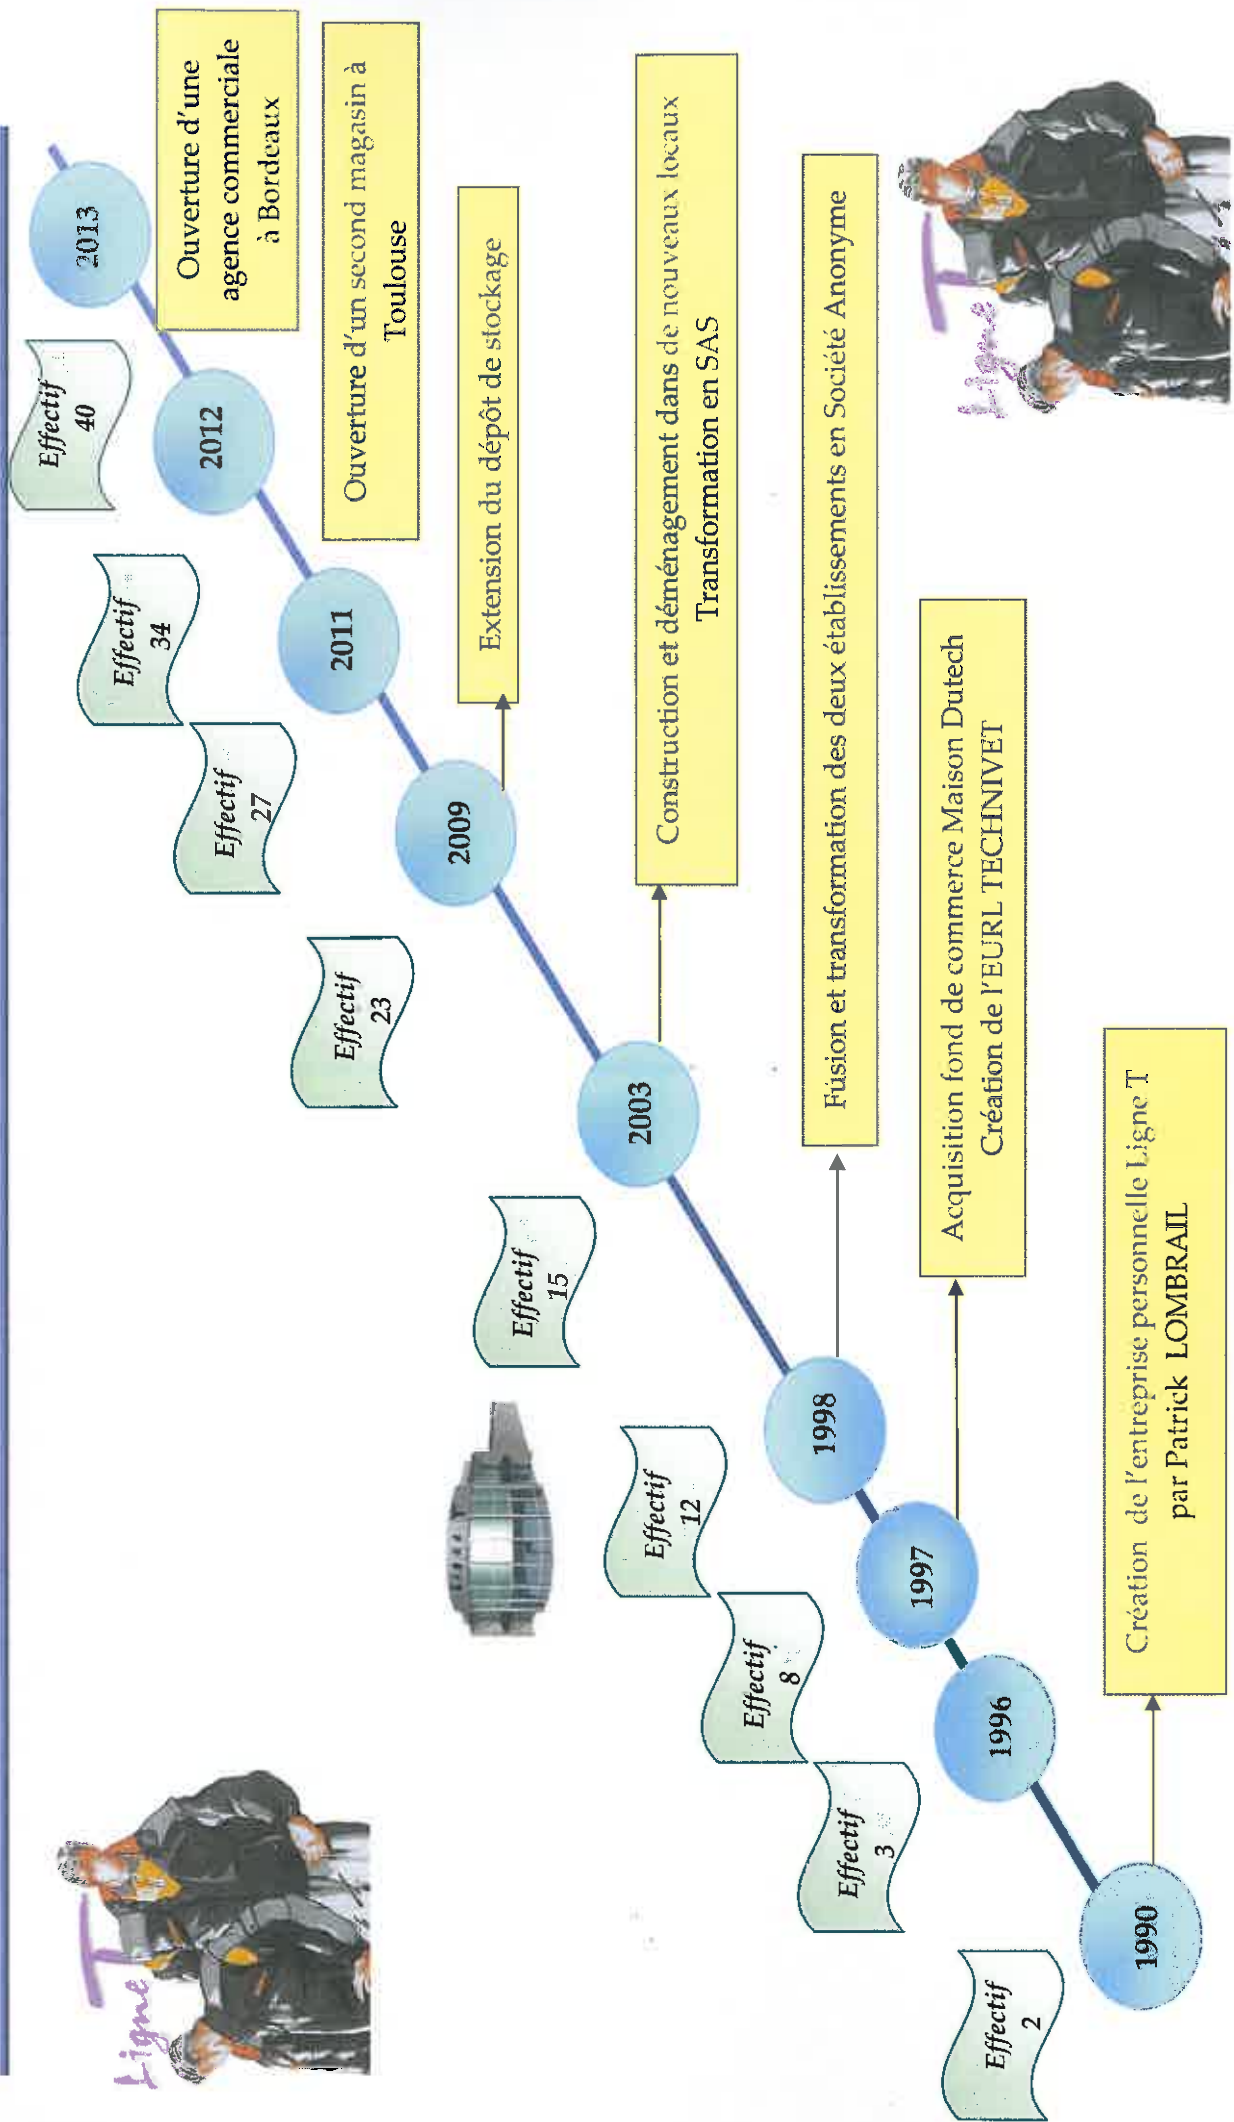 Ligne T
Effectif
2
1990
Création de l'entreprise personnelle Ligne T
par Patrick LOMBRAIL
Effectif
3
1996
Effectif
8
1997
Acquisition fond de commerce Maison Dutech
Création de l'EURL TECHNIVET
Effectif
12
1998
Fusion et transformation des deux établissements en Société Anonyme
Effectif
15
2003
Construction et déménagement dans de nouveaux locaux
Transformation en SAS
Effectif
23
2009
Extension du dépôt de stockage
Effectif
27
2011
Ouverture d'un second magasin à
Toulouse
Effectif
34
2012
Ouverture d'une
agence commerciale
à Bordeaux
Effectif
40
2013
Ligne T